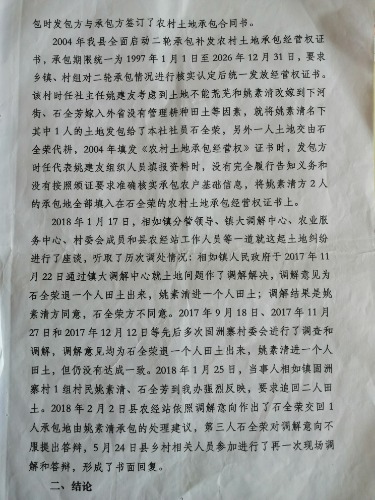 包时发包方与承包方签订了农村土地承包合同书。
2004年我县全面启动二轮承包补发农村土地承包经营权证
书，承包期限统一为1997年1月1日至2026年12月31日，要求
乡镇、村组对二轮承包情况进行核实认定后统一发放经营权证书。
该村时任社主任姚建友考虑到土地不能荒芜和姚素清改嫁到下河
街、石全芳嫁入外省没有管理耕种田土等因素，就将姚素清名下
其中1人的土地发包给了本社社员石全荣，另外一人土地交由石
全荣代耕，2004年填发《农村土地承包经营权》证书时，发包方
时任代表姚建友组织人员填报资料时，没有完全履行告知义务和
没有按照颁证要求准确核实承包农户基础信息，将姚素清方2人
的承包地全部填入在石全荣的农村土地承包经营权证书上。
2018年1月17日，相如镇分管领导、镇大调解中心、农业服
务中心、村委会成员和县农经站工作人员等一道就这起土地纠纷
进行了座谈，听取了历次调处情况：相如镇人民政府于2017年11
月22日通过镇大调解中心就土地问题作了调解解决，调解意见为
石全荣退一个人田土出来，姚素清进一个人田土；调解结果是姚
素清方同意，石全荣方不同意。2017年9月18日、2017年11月
27日和2017年12月12日等先后多次囤洲寨村委会进行了调查和
调解，调解意见均为石全荣退一个人田土出来，姚素清进一个人田
土，但仍没有达成一致。2018年1月25日，当事人相如镇囤洲
寨村1组村民姚素清、石全芳到我办强烈反映，要求追回二人田
土。2018年2月2日县农经站依照调解意向作出了石全荣交回1
人承包地由姚素清承包的处理建议，第三人石全荣对调解意向不
服提出答辩，5月24日县乡村相关人员参加进行了再一次现场调
解和答辩，形成了书面回复。
二、结论